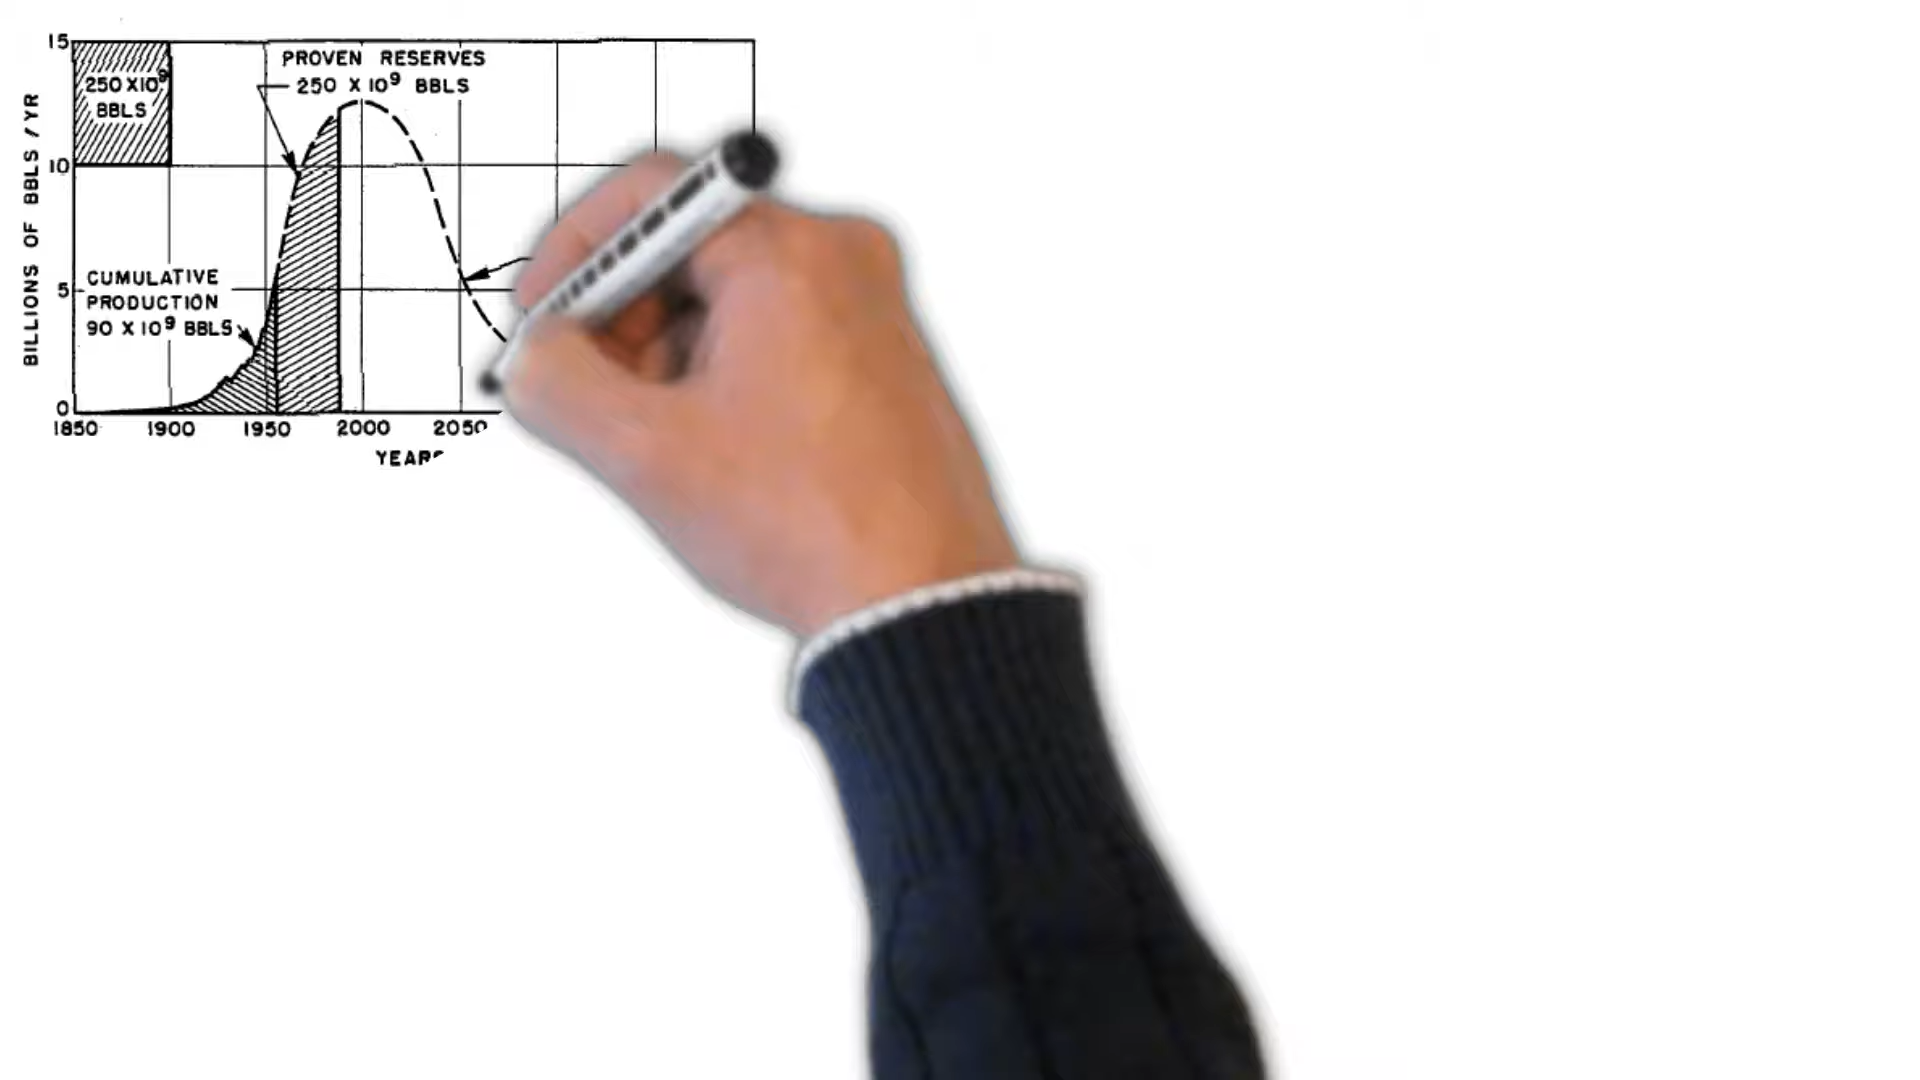 15
250 X10⁹
BBLS
PROVEN RESERVES
250 X 10⁹ BBLS
10
BILLIONS OF BBLS / YR
CUMULATIVE
PRODUCTION
90 X 10⁹ BBLS
5
0
1850 1900 1950 2000 2050